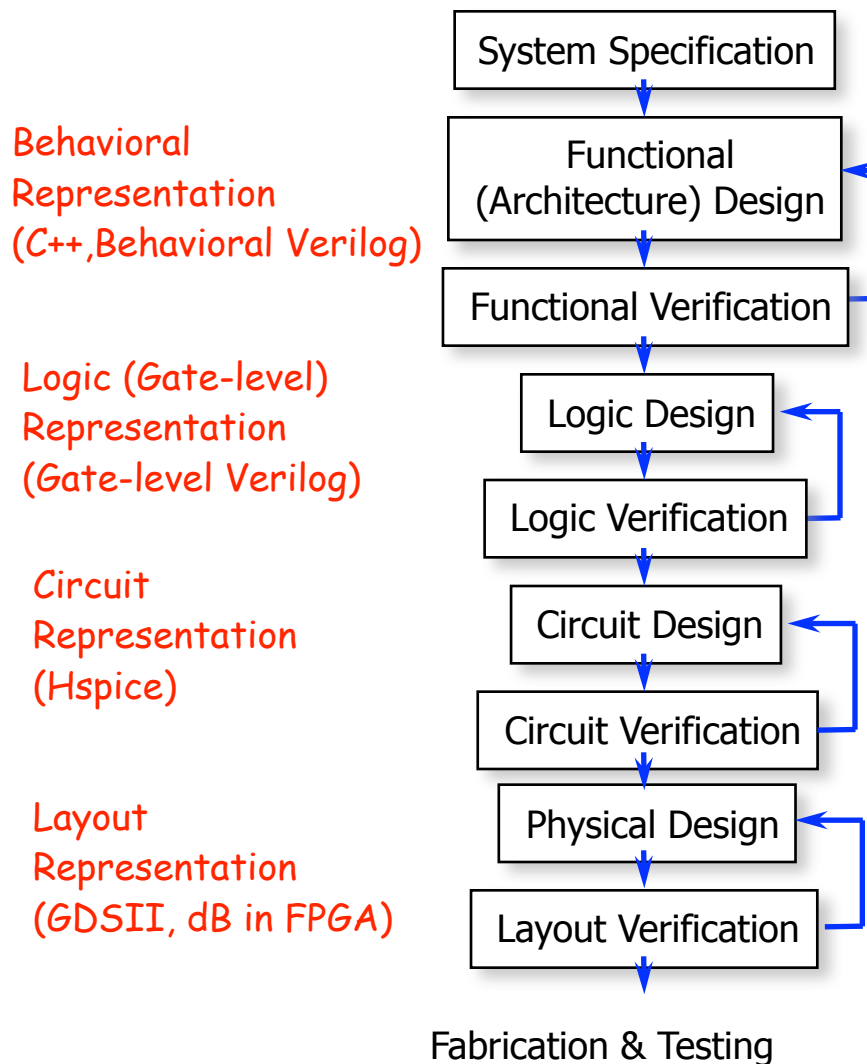 System Specification
Behavioral
Representation
(C++,Behavioral Verilog)
Functional
(Architecture) Design
Functional Verification
Logic (Gate-level)
Representation
(Gate-level Verilog)
Logic Design
Logic Verification
Circuit
Representation
(Hspice)
Circuit Design
Circuit Verification
Layout
Representation
(GDSII, dB in FPGA)
Physical Design
Layout Verification
Fabrication & Testing